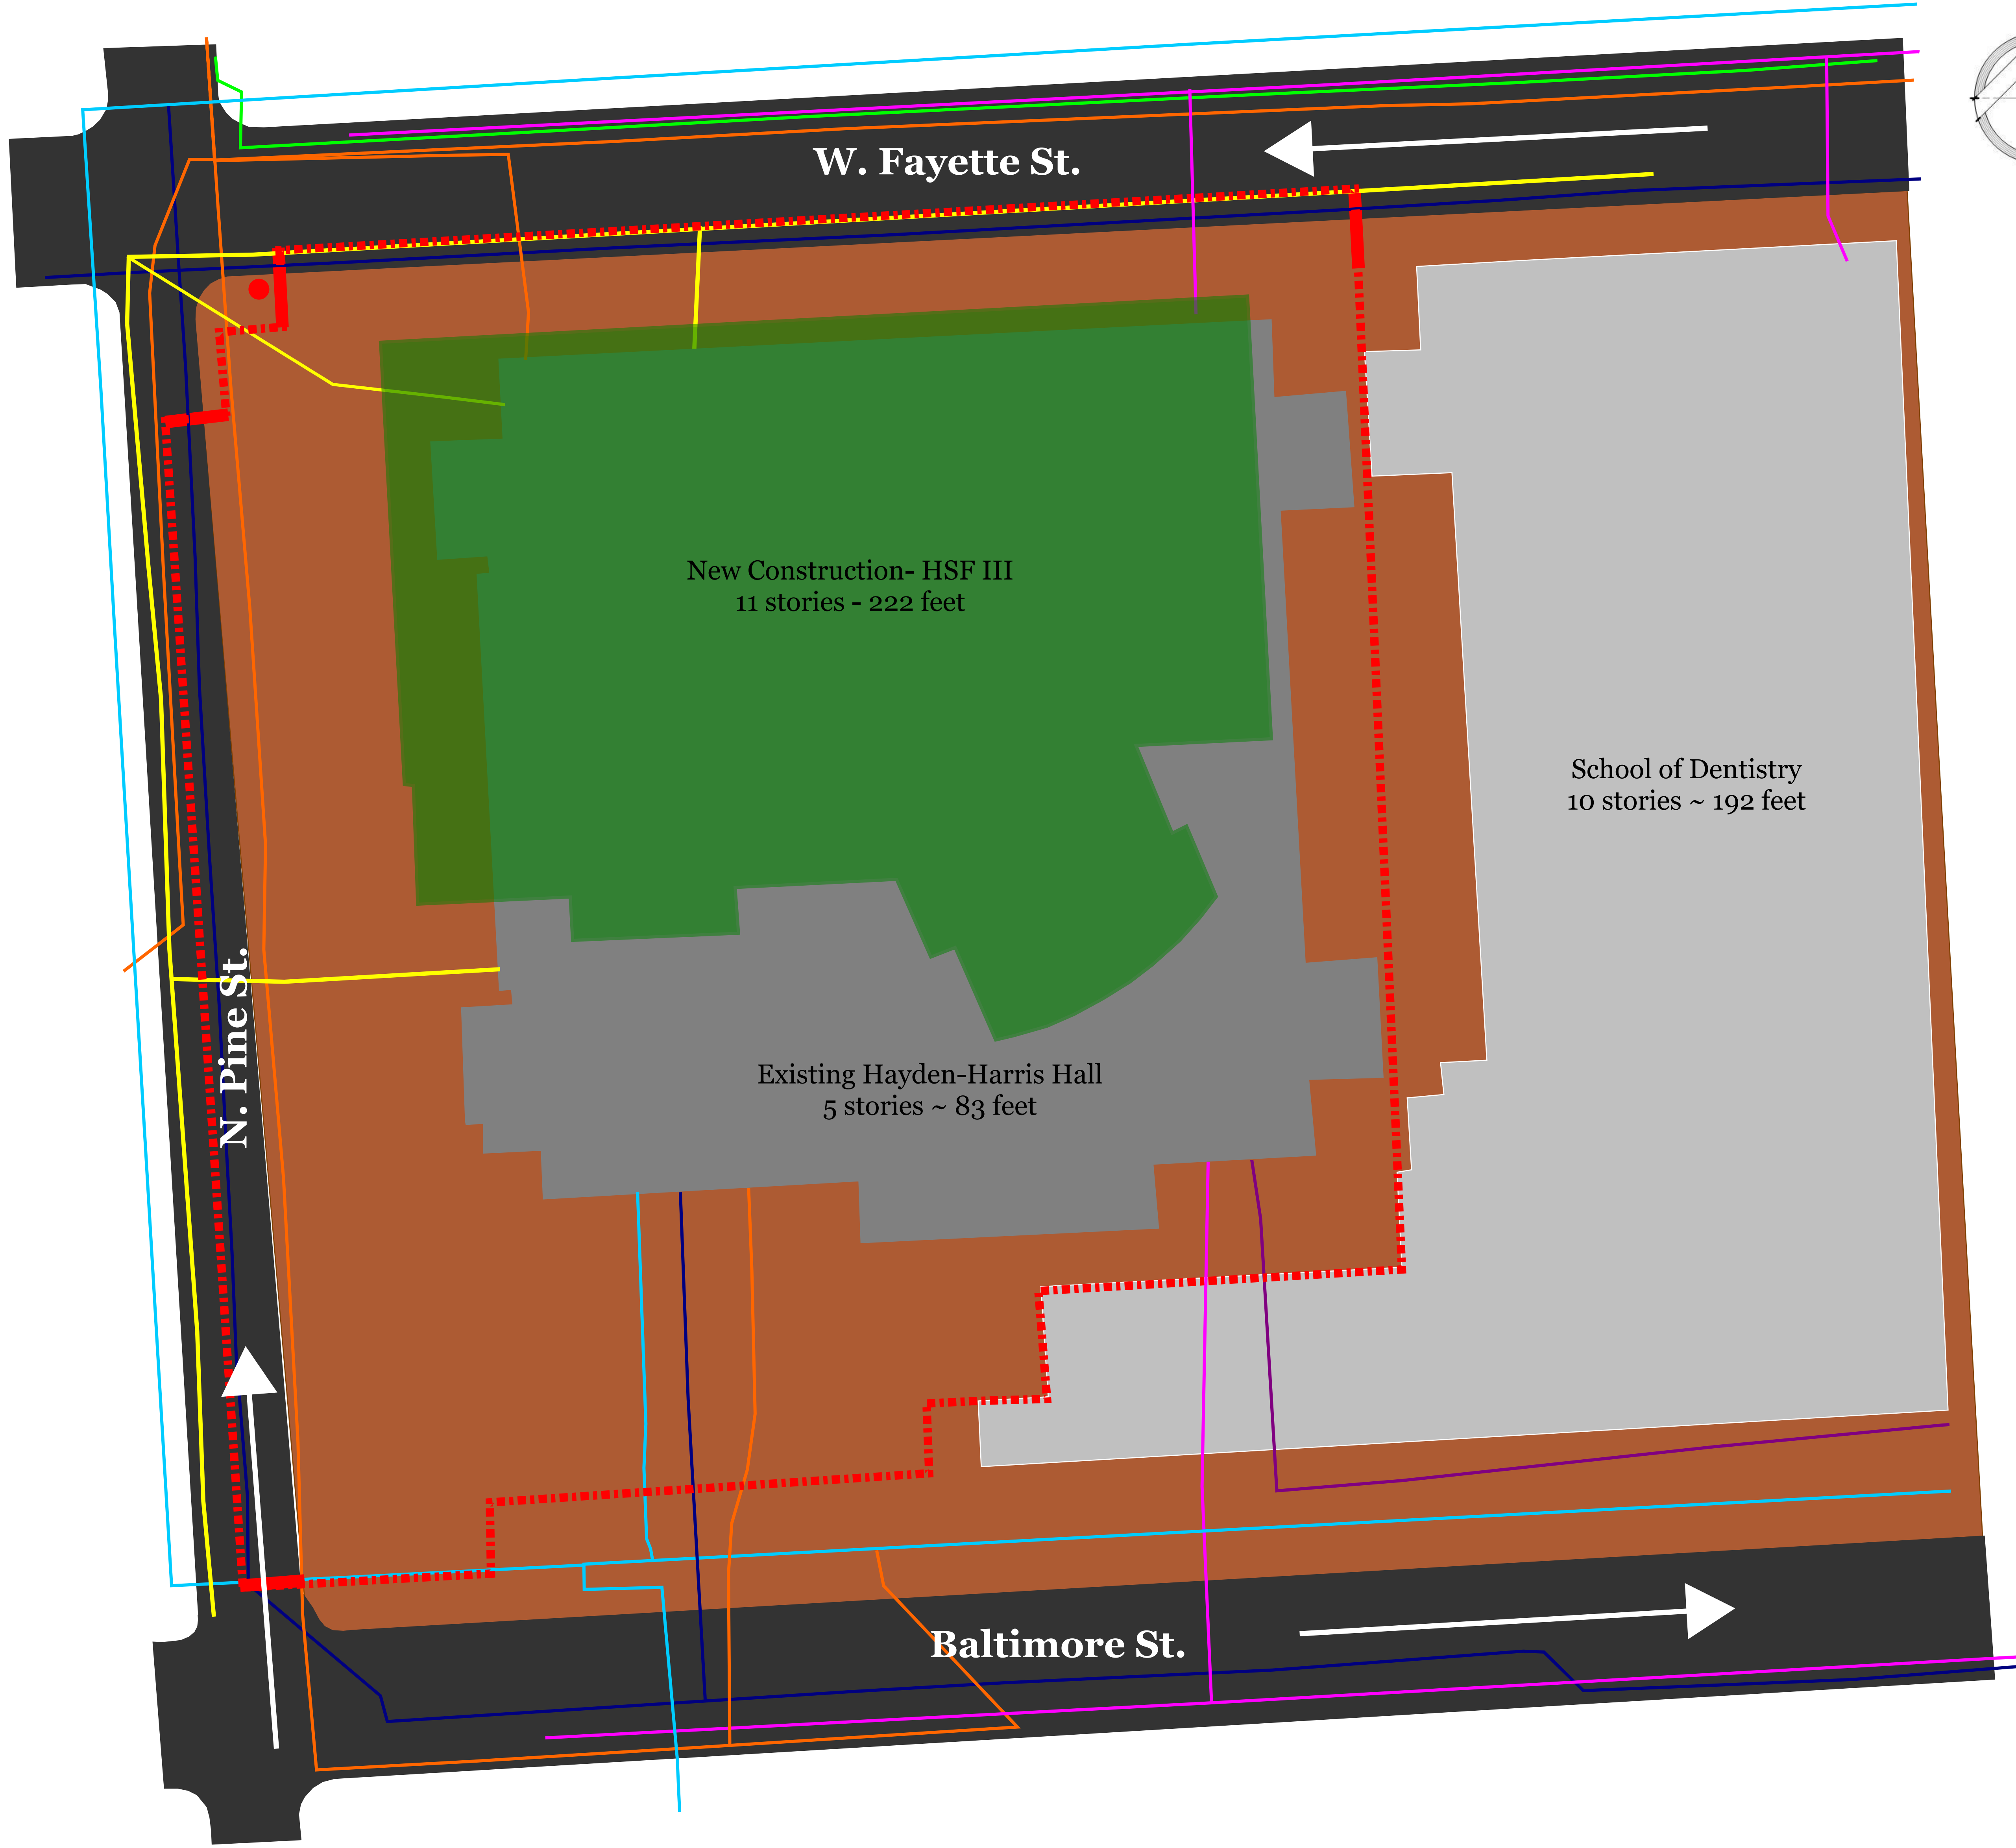 W. Fayette St.
New Construction- HSF III
11 stories - 222 feet
School of Dentistry
10 stories ~ 192 feet
N. Pine St.
Existing Hayden-Harris Hall
5 stories ~ 83 feet
Baltimore St.